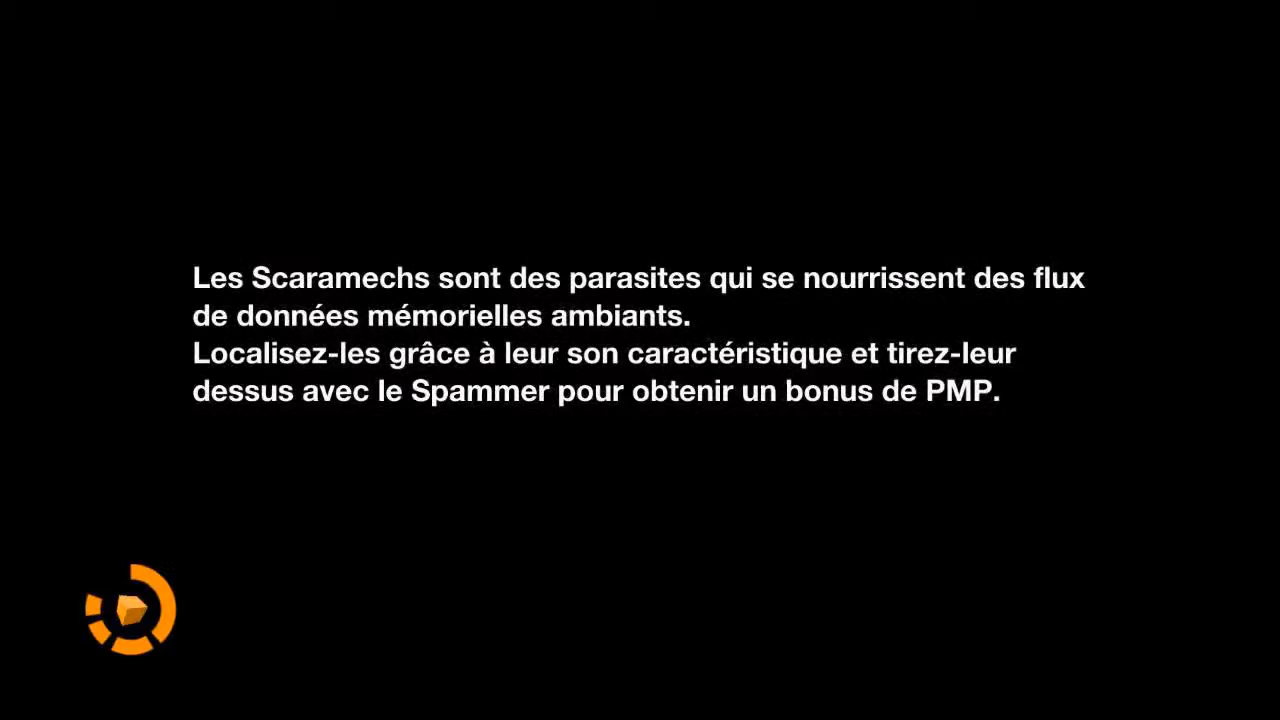 Les Scaramechs sont des parasites qui se nourrissent des flux
de données mémorielles ambiants.
Localisez-les grâce à leur son caractéristique et tirez-leur
dessus avec le Spammer pour obtenir un bonus de PMP.